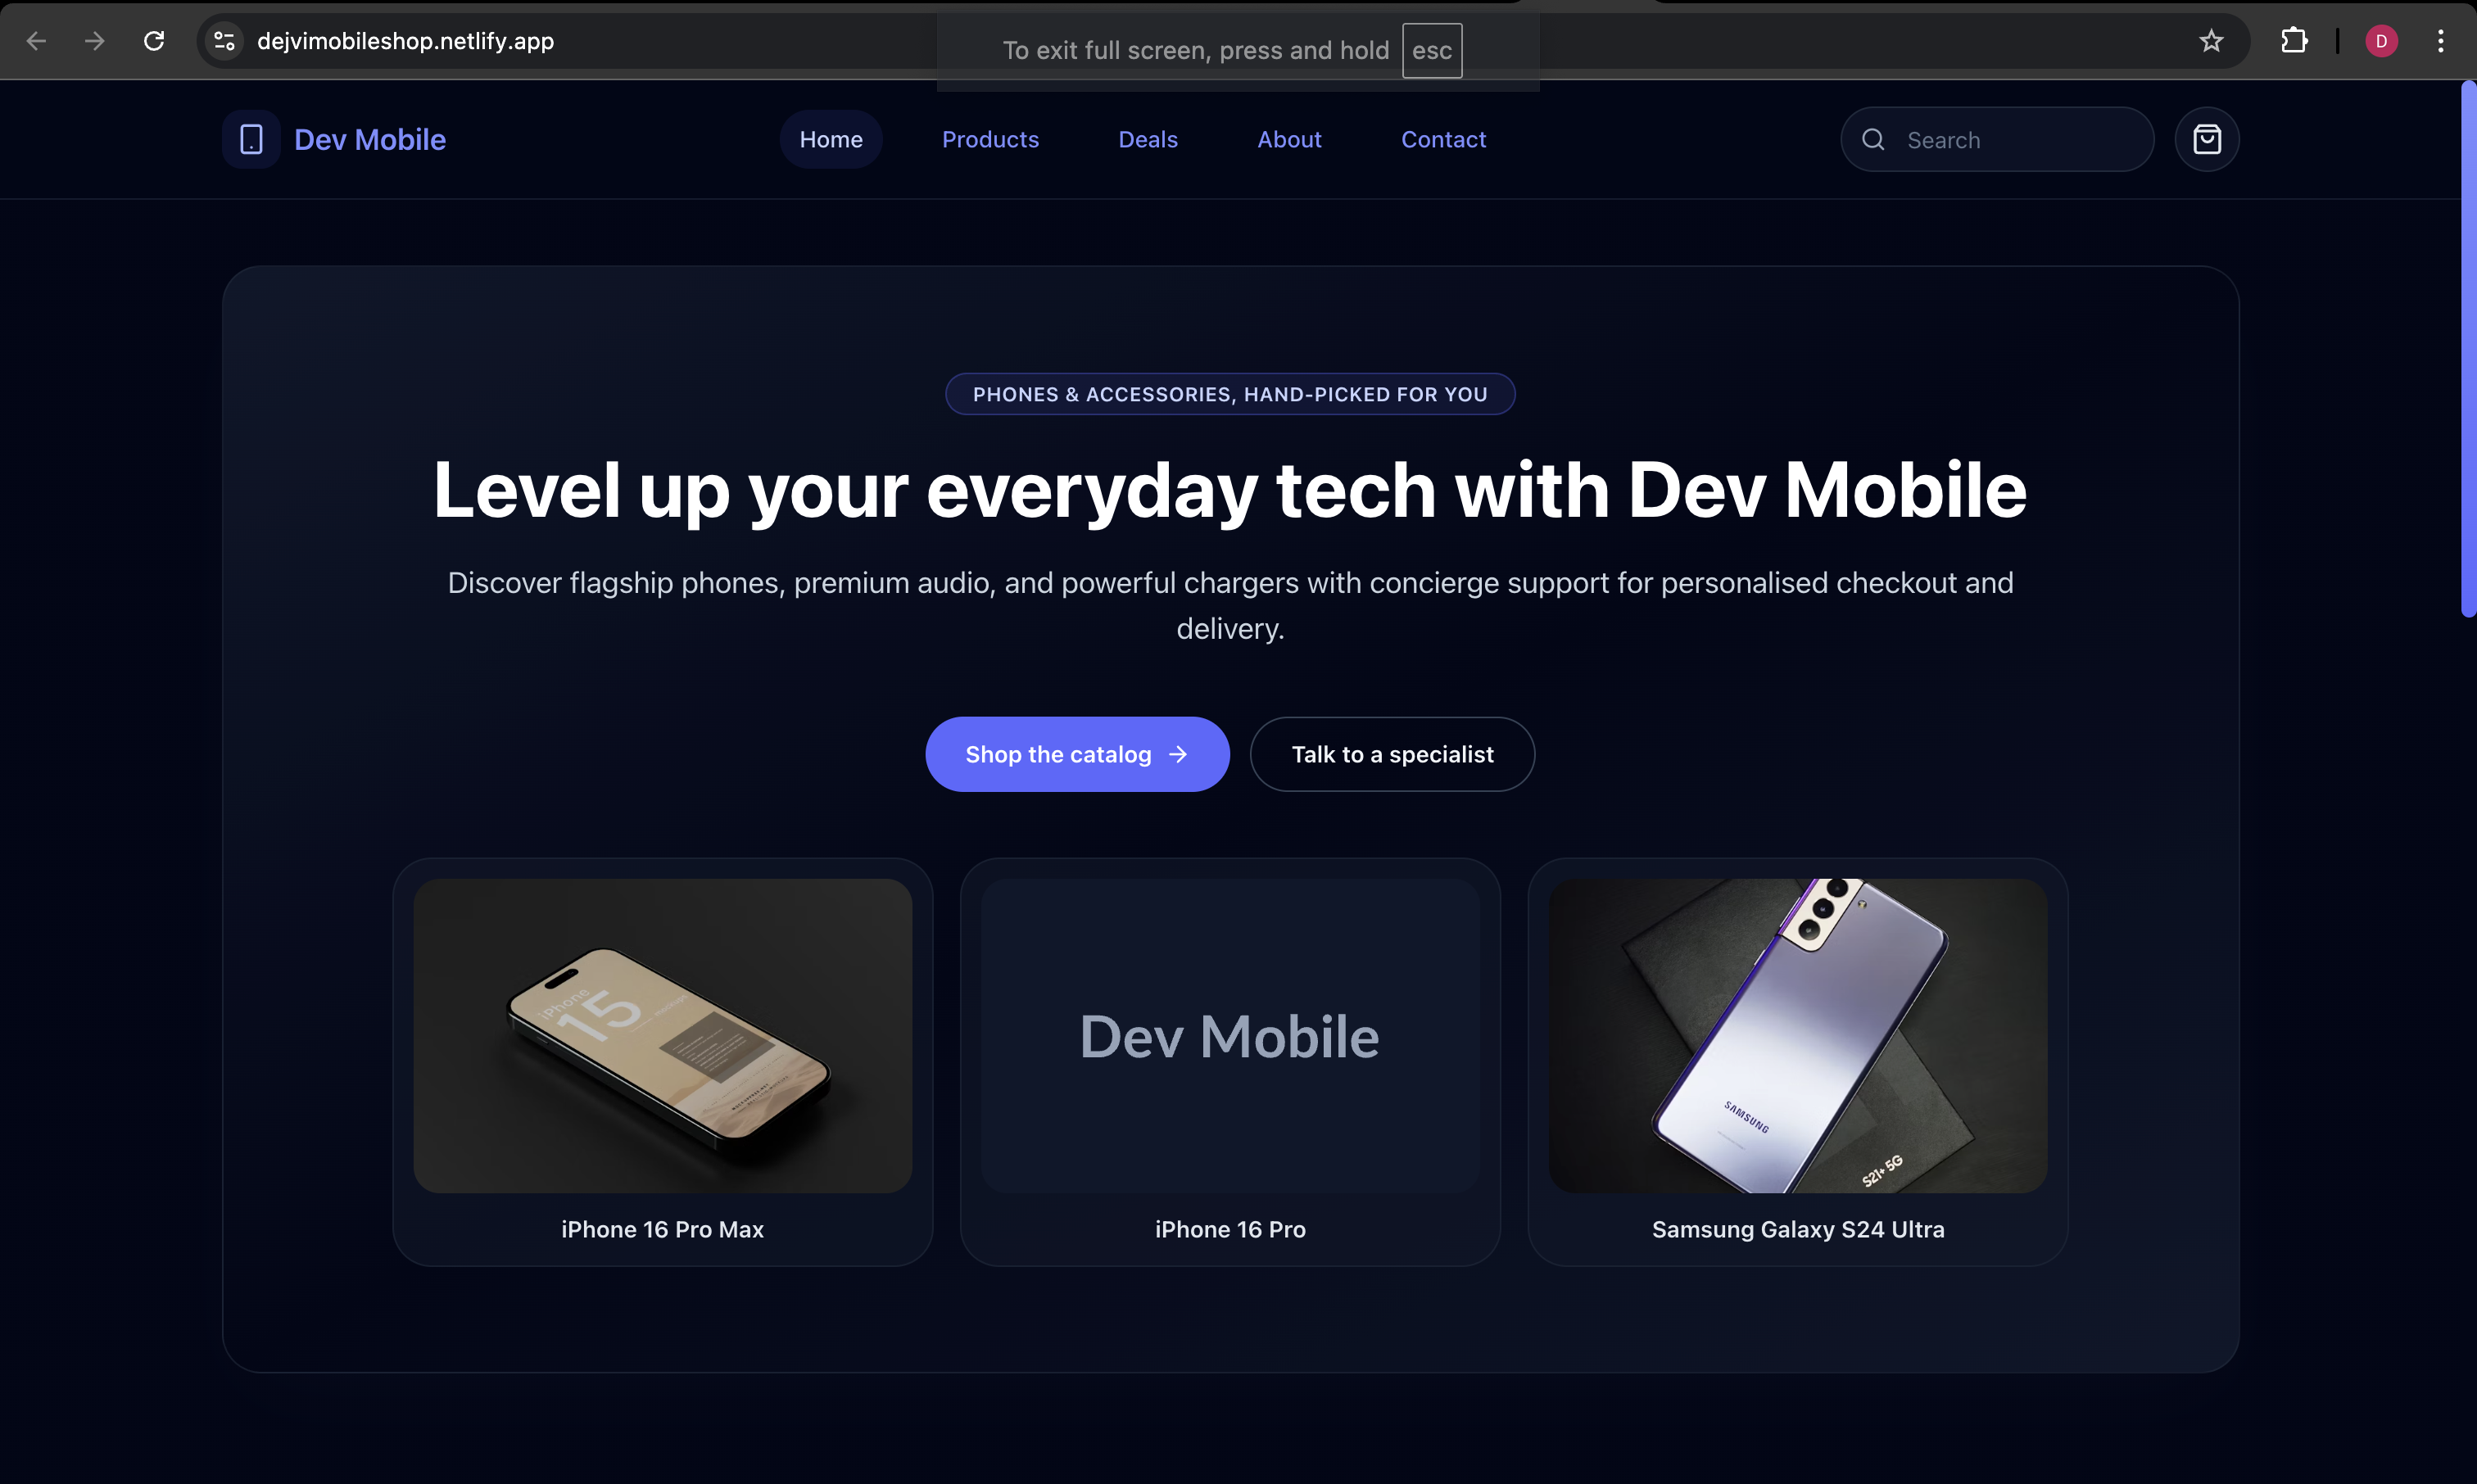 dejvimobileshop.netlify.app
To exit full screen, press and hold esc
D
Dev Mobile
Home
Products
Deals
About
Contact
Search
PHONES & ACCESSORIES, HAND-PICKED FOR YOU
Level up your everyday tech with Dev Mobile
Discover flagship phones, premium audio, and powerful chargers with concierge support for personalised checkout and
delivery.
Shop the catalog →
Talk to a specialist
iPhone
15
Dev Mobile
SAMSUNG
S21+ 5G
iPhone 16 Pro Max
iPhone 16 Pro
Samsung Galaxy S24 Ultra